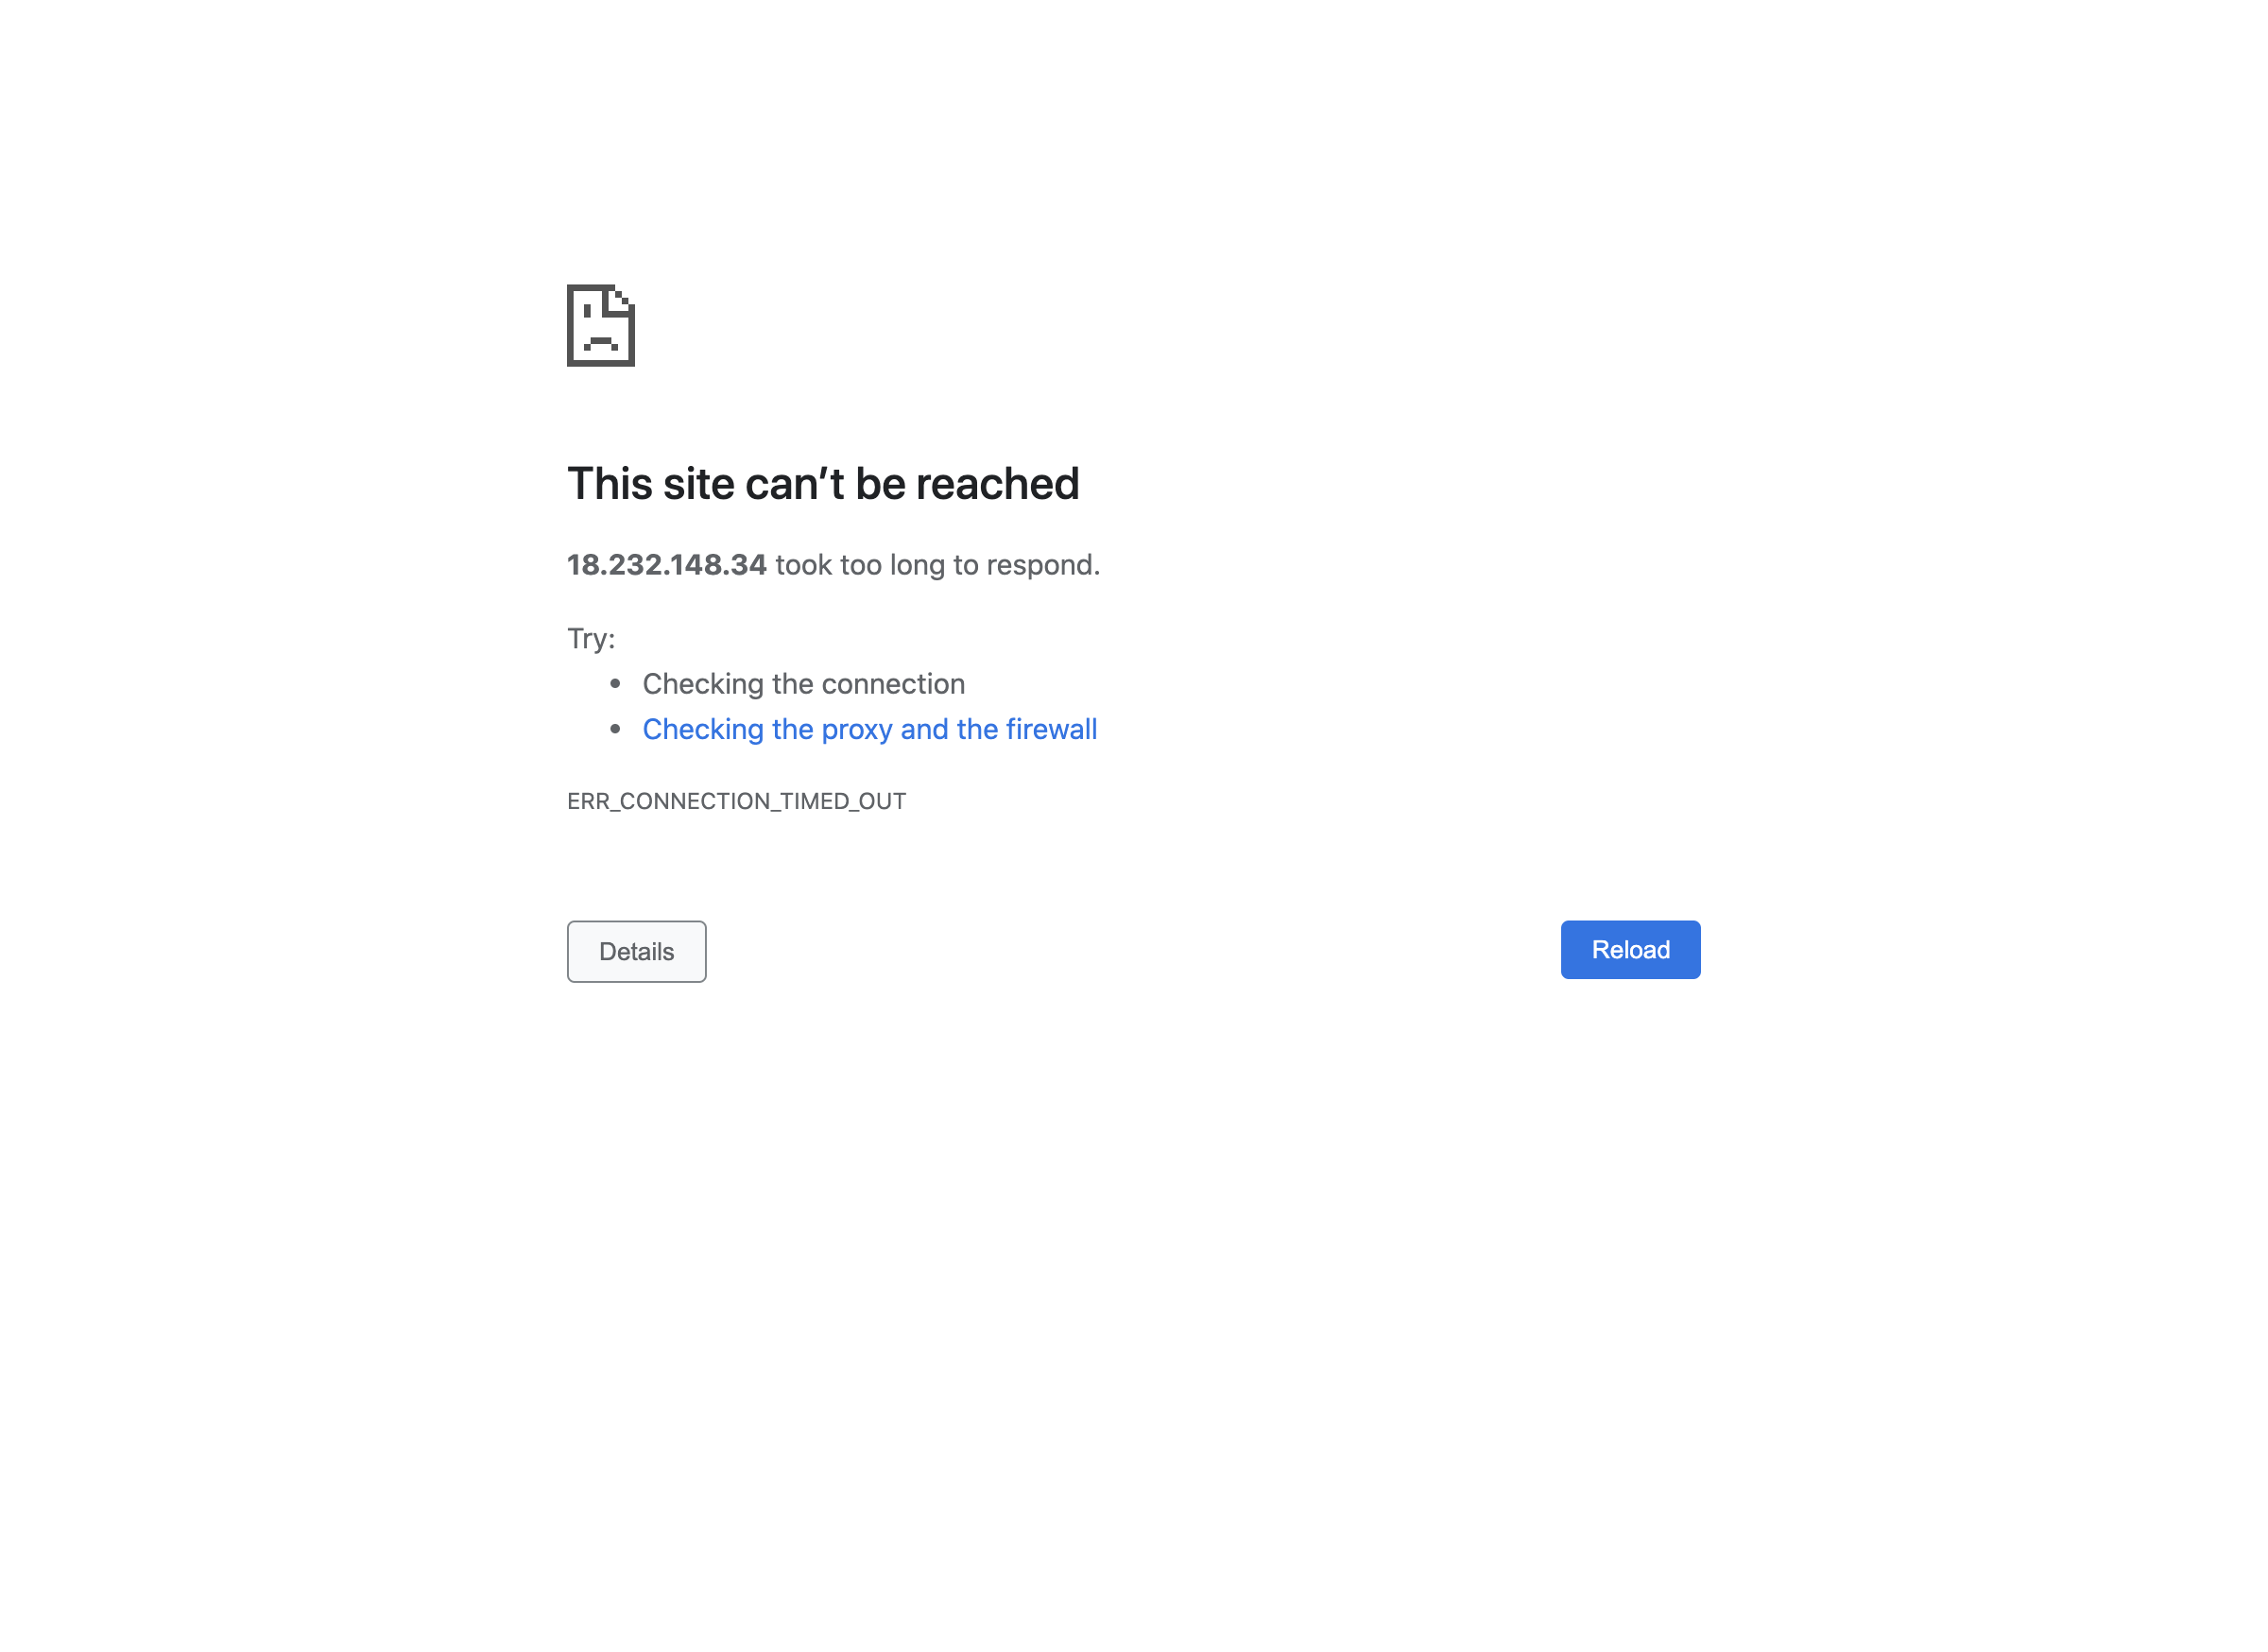 This site can’t be reached
18.232.148.34 took too long to respond.
Try:
• Checking the connection
• Checking the proxy and the firewall
ERR_CONNECTION_TIMED_OUT
Details
Reload